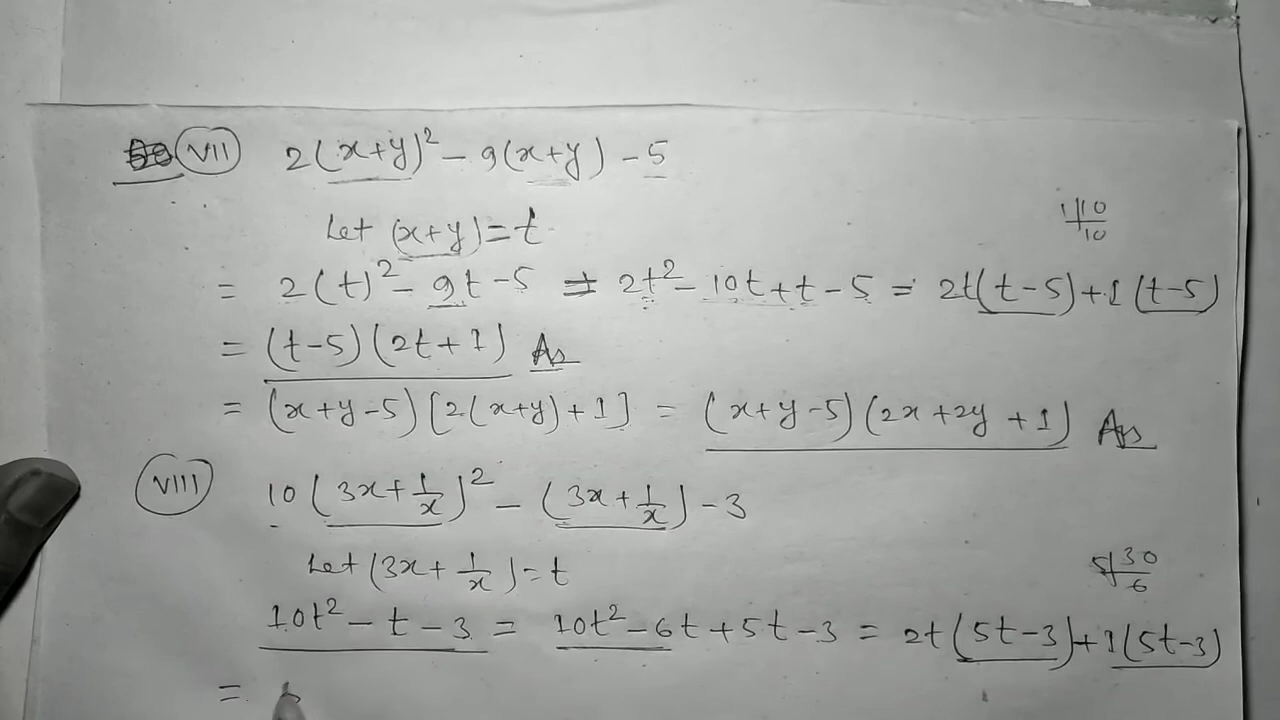 (VII) 2(x+y)² - 9(x+y) - 5
Let (x+y)=t
1|10
10
= 2(t)² - 9t-5 = 2t² - 10t+t-5 = 2t(t-5)+1(t-5)
= (t-5)(2t+1) As
= (x+y-5)[2(x+y)+1] = (x+y-5)(2x+2y+1) As
(VIII) 10(3x+1/x)² - (3x+1/x) - 3
Let (3x+1/x)=t
5|30
6
10t² - t - 3 = 10t² - 6t+5t-3 = 2t(5t-3)+1(5t-3)
=